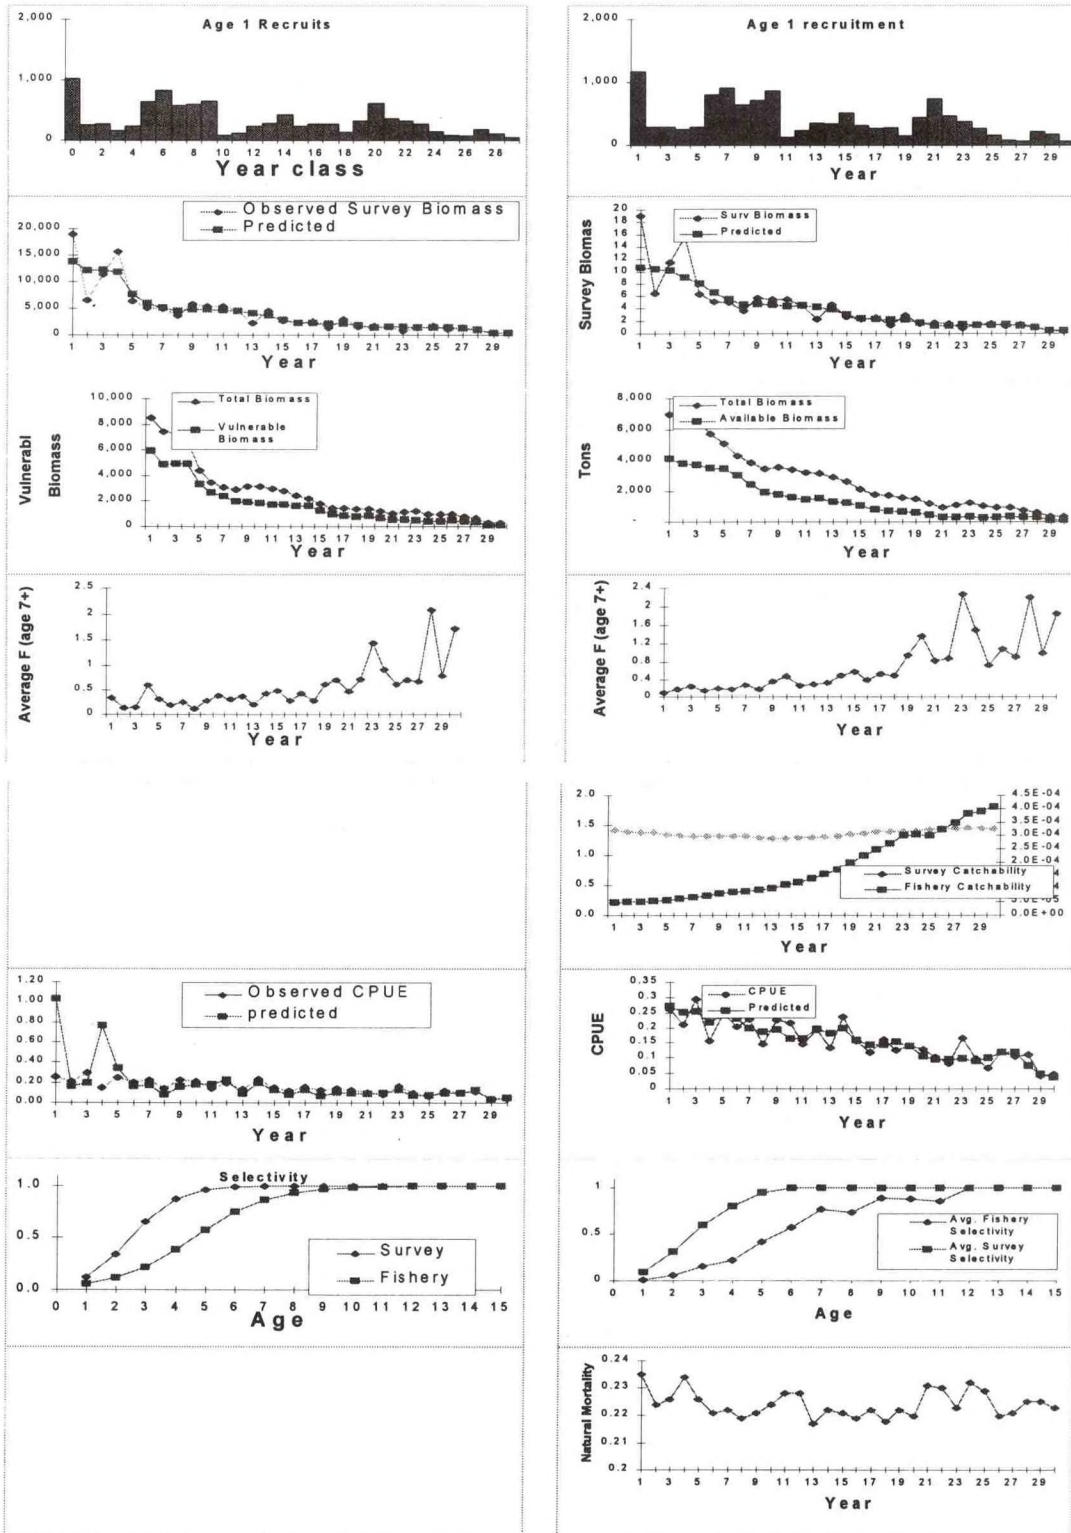 Age 1 Recruits
2,000
1,000
0
0 2 4 6 8 10 12 14 16 18 20 22 24 26 28
Year class
Observed Survey Biomass
Predicted
20,000
15,000
10,000
5,000
0
1 3 5 7 9 11 13 15 17 19 21 23 25 27 29
Year
Total Biomass
Vulnerable
Biomass
10,000
8,000
6,000
4,000
2,000
0
Vulnerabl
Biomass
1 3 5 7 9 11 13 15 17 19 21 23 25 27 29
Year
2.5
2
1.5
1
0.5
0
Average F (age 7+)
1 3 5 7 9 11 13 15 17 19 21 23 25 27 29
Year
Observed CPUE
predicted
1.20
1.00
0.80
0.60
0.40
0.20
0.00
1 3 5 7 9 11 13 15 17 19 21 23 25 27 29
Year
Selectivity
1.0
0.5
0.0
Survey
Fishery
0 1 2 3 4 5 6 7 8 9 10 11 12 13 14 15
Age
Age 1 recruitment
2,000
1,000
0
1 3 5 7 9 11 13 15 17 19 21 23 25 27 29
Year
Surv Biomass
Predicted
20
18
16
14
12
10
8
6
4
2
0
Survey Biomas
1 3 5 7 9 11 13 15 17 19 21 23 25 27 29
Year
Total Biomass
Available Biomass
8,000
6,000
4,000
2,000
Tons
1 3 5 7 9 11 13 15 17 19 21 23 25 27 29
Year
2.4
2
1.6
1.2
0.8
0.4
0
Average F (age 7+)
1 3 5 7 9 11 13 15 17 19 21 23 25 27 29
Year
2.0
1.5
1.0
0.5
0.0
4.5E-04
4.0E-04
3.5E-04
3.0E-04
2.5E-04
2.0E-04
0.0E+00
Survey Catchability
Fishery Catchability
1 3 5 7 9 11 13 15 17 19 21 23 25 27 29
Year
CPUE
Predicted
0.35
0.3
0.25
0.2
0.15
0.1
0.05
0
CPUE
1 3 5 7 9 11 13 15 17 19 21 23 25 27 29
Year
1
0.5
0
Avg. Fishery
Selectivity
Avg. Survey
Selectivity
0 1 2 3 4 5 6 7 8 9 10 11 12 13 14 15
Age
0.24
0.23
0.22
0.21
0.2
Natural Mortality
1 3 5 7 9 11 13 15 17 19 21 23 25 27 29
Year